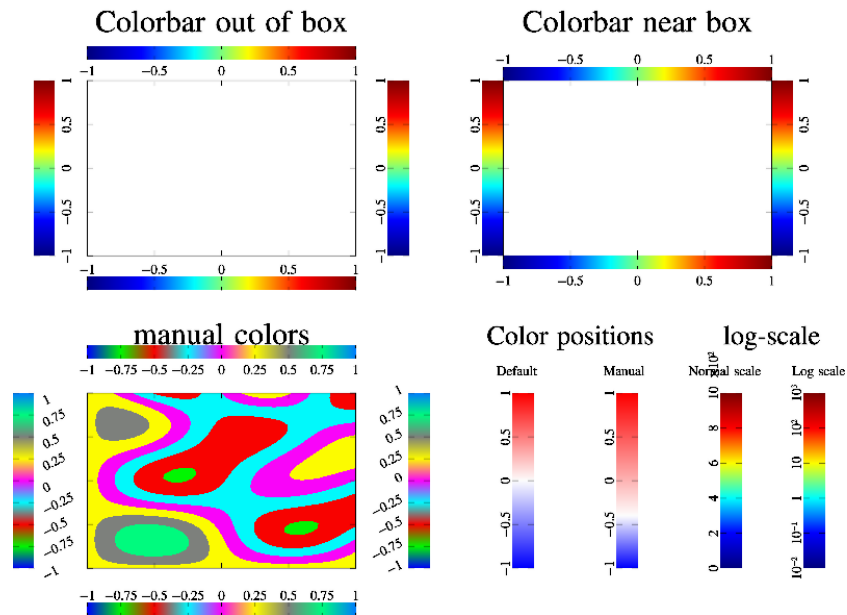 Colorbar out of box
−1 −0.5 0 0.5 1
−1 −0.5 0 0.5 1
−1 −0.5 0 0.5 1
−1 −0.5 0 0.5 1
Colorbar near box
−1 −0.5 0 0.5 1
−1 −0.5 0 0.5 1
−1 −0.5 0 0.5 1
−1 −0.5 0 0.5 1
manual colors
−1 −0.75 −0.5 −0.25 0 0.25 0.5 0.75 1
1
0.75
0.5
0.25
0
−0.25
−0.5
−0.75
−1
1
0.75
0.5
0.25
0
−0.25
−0.5
−0.75
−1
−1 −0.75 −0.5 −0.25 0 0.25 0.5 0.75 1
Color positions
Default
−1 −0.5 0 0.5 1
Manual
−1 −0.5 0 0.5 1
log-scale
Normal scale
0 2 4 6 8 10
Log scale
10⁻² 10⁻¹ 1 10¹ 10² 10³